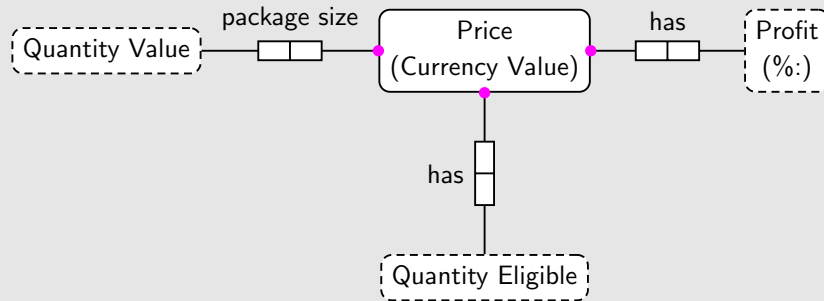 package size
has
Quantity Value
Price
(Currency Value)
Profit
(%:)
has
Quantity Eligible